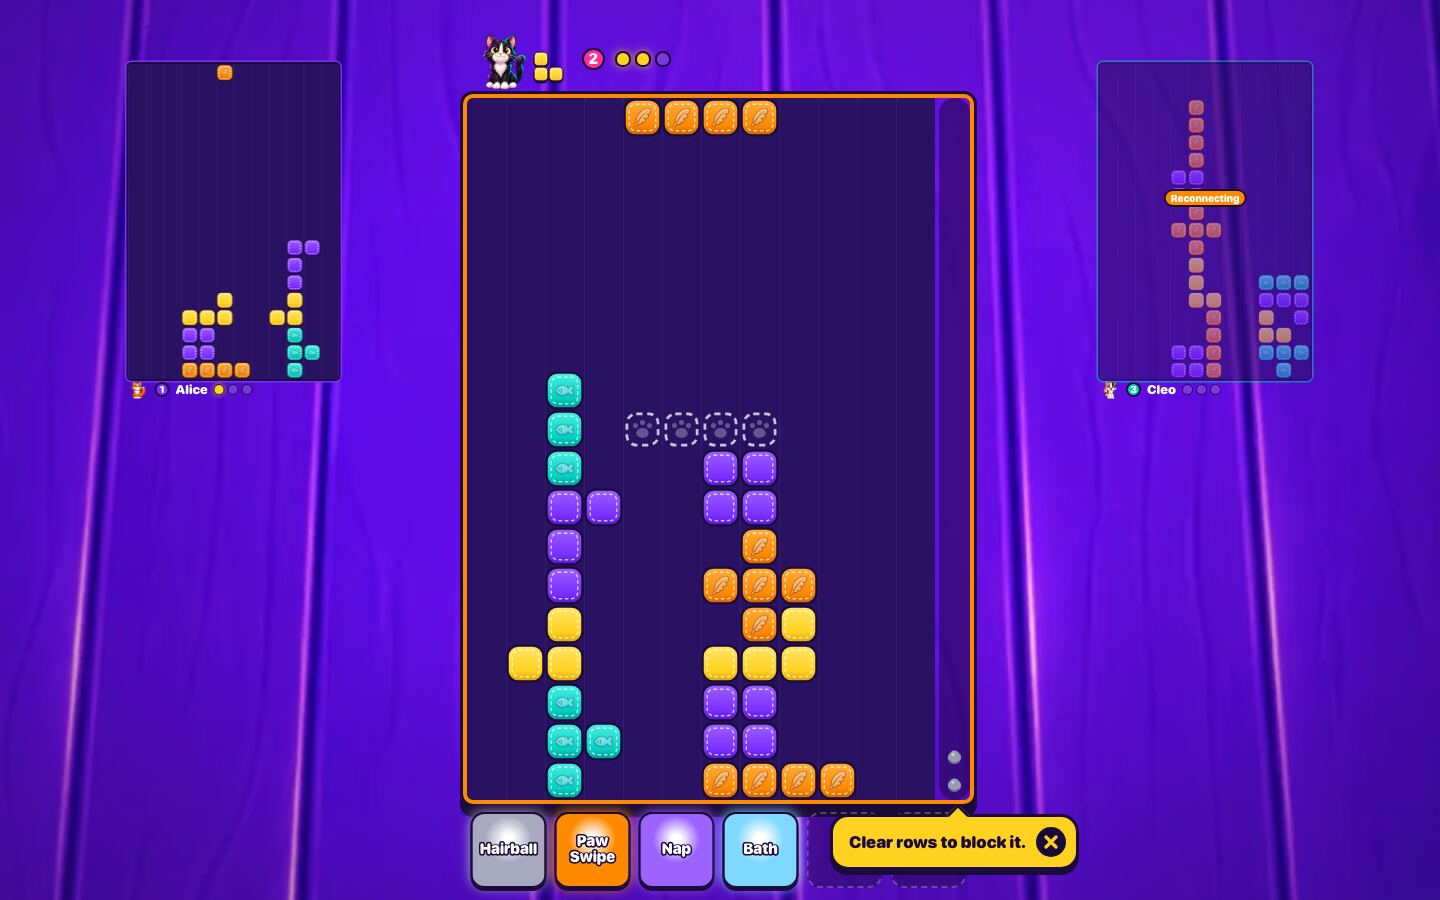 2
Reconnecting
1 Alice
3 Cleo
Hairball
Paw
Swipe
Nap
Bath
Clear rows to block it.